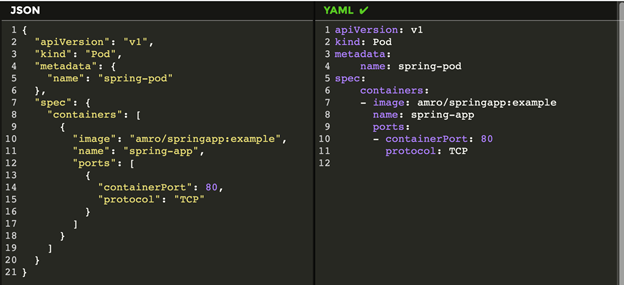 JSON
1 {
2   "apiVersion": "v1",
3   "kind": "Pod",
4   "metadata": {
5     "name": "spring-pod"
6   },
7   "spec": {
8     "containers": [
9       {
10         "image": "amro/springapp:example",
11         "name": "spring-app",
12         "ports": [
13           {
14             "containerPort": 80,
15             "protocol": "TCP"
16           }
17         ]
18       }
19     ]
20   }
21 }
YAML ✔
1 apiVersion: v1
2 kind: Pod
3 metadata:
4     name: spring-pod
5 spec:
6     containers:
7     - image: amro/springapp:example
8       name: spring-app
9       ports:
10       - containerPort: 80
11         protocol: TCP
12